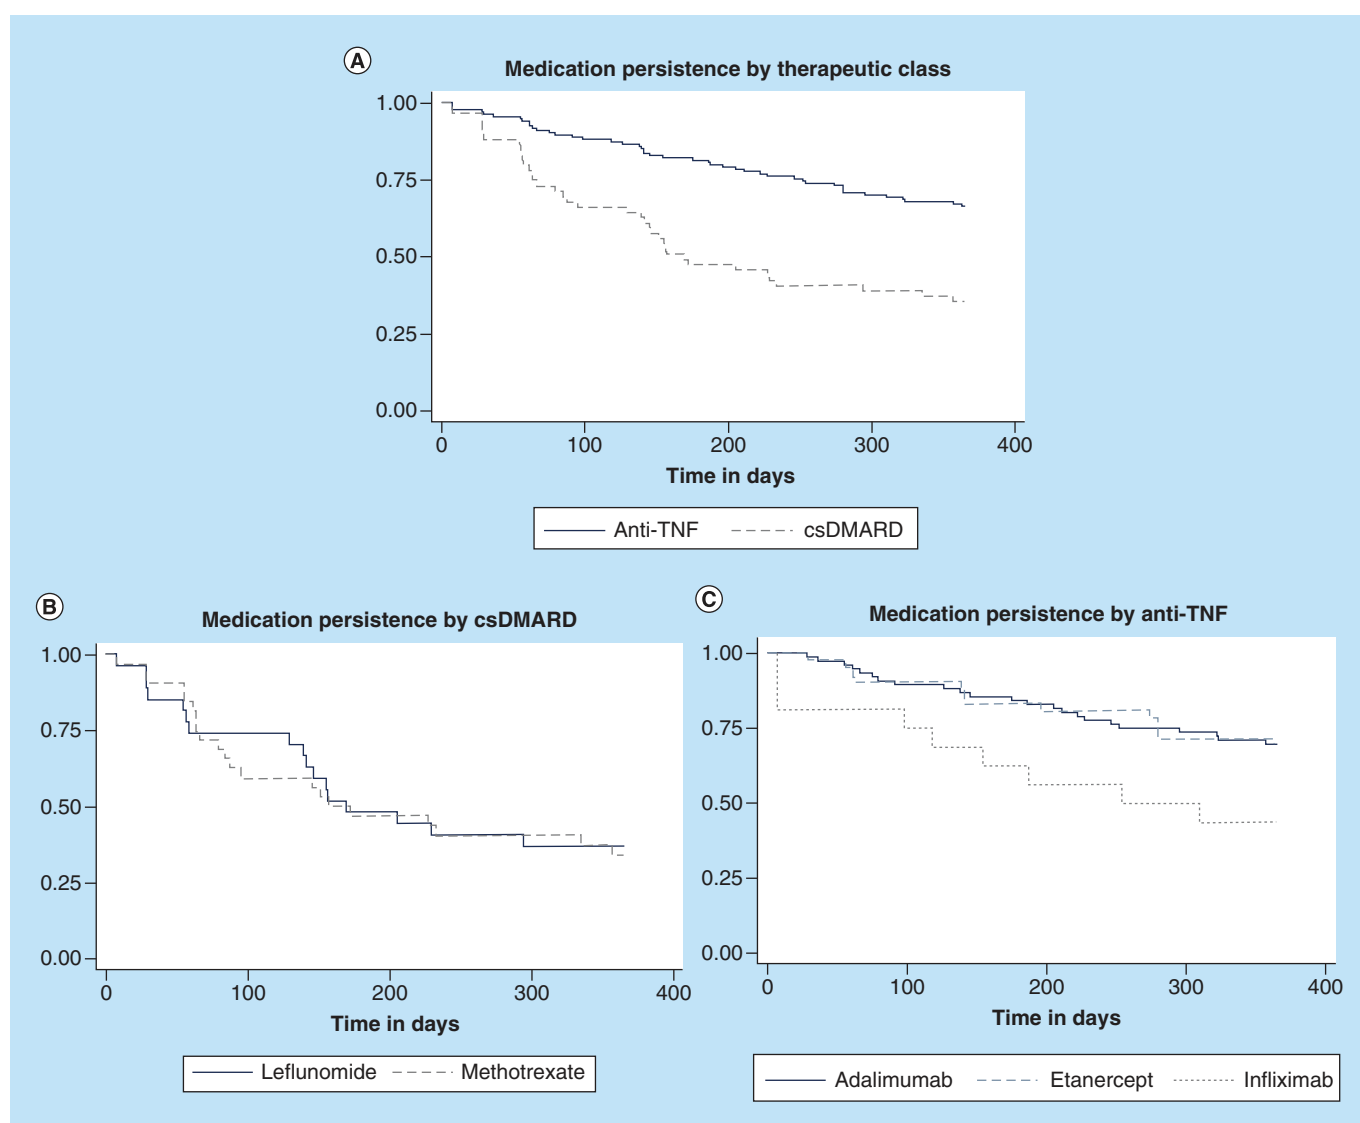 A
Medication persistence by therapeutic class
1.00
0.75
0.50
0.25
0.00
0 100 200 300 400
Time in days
Anti-TNF csDMARD
B
Medication persistence by csDMARD
1.00
0.75
0.50
0.25
0.00
0 100 200 300 400
Time in days
Leflunomide Methotrexate
C
Medication persistence by anti-TNF
1.00
0.75
0.50
0.25
0.00
0 100 200 300 400
Time in days
Adalimumab Etanercept Infliximab